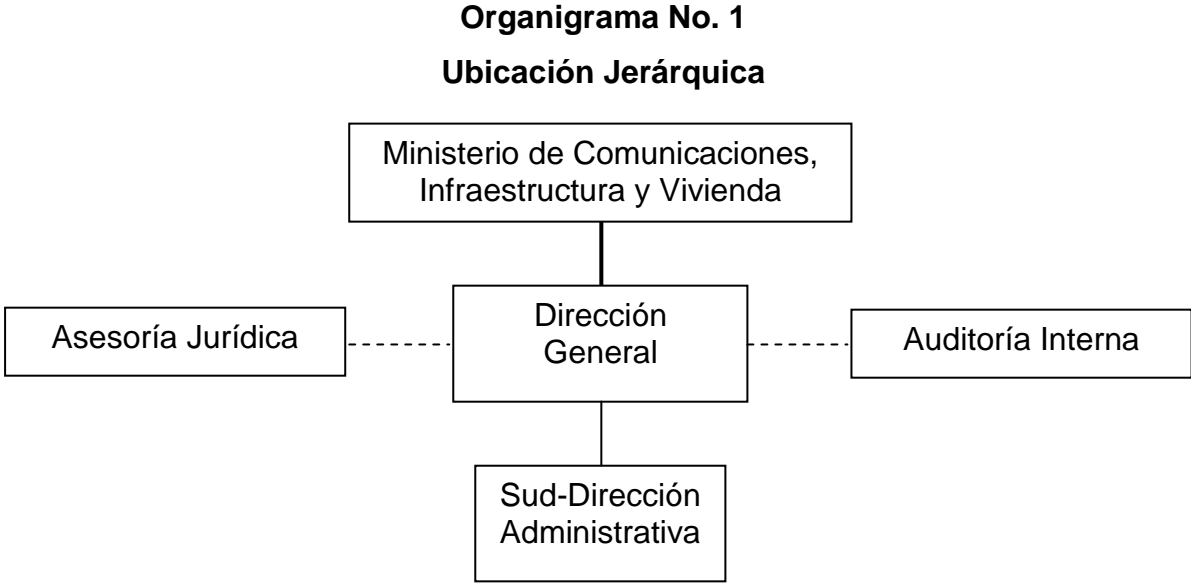 Organigrama No. 1
Ubicación Jerárquica
Ministerio de Comunicaciones,
Infraestructura y Vivienda
Asesoría Jurídica
Dirección
General
Auditoría Interna
Sud-Dirección
Administrativa